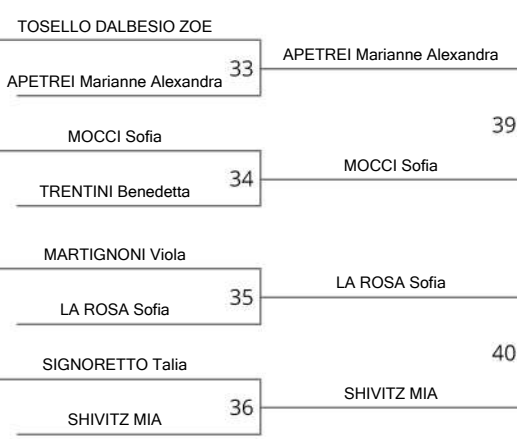 TOSELLO DALBESIO ZOE
33
APETREI Marianne Alexandra
APETREI Marianne Alexandra
39
MOCCI Sofia
34
MOCCI Sofia
TRENTINI Benedetta
MARTIGNONI Viola
35
LA ROSA Sofia
LA ROSA Sofia
40
SIGNORETTO Talia
36
SHIVITZ MIA
SHIVITZ MIA